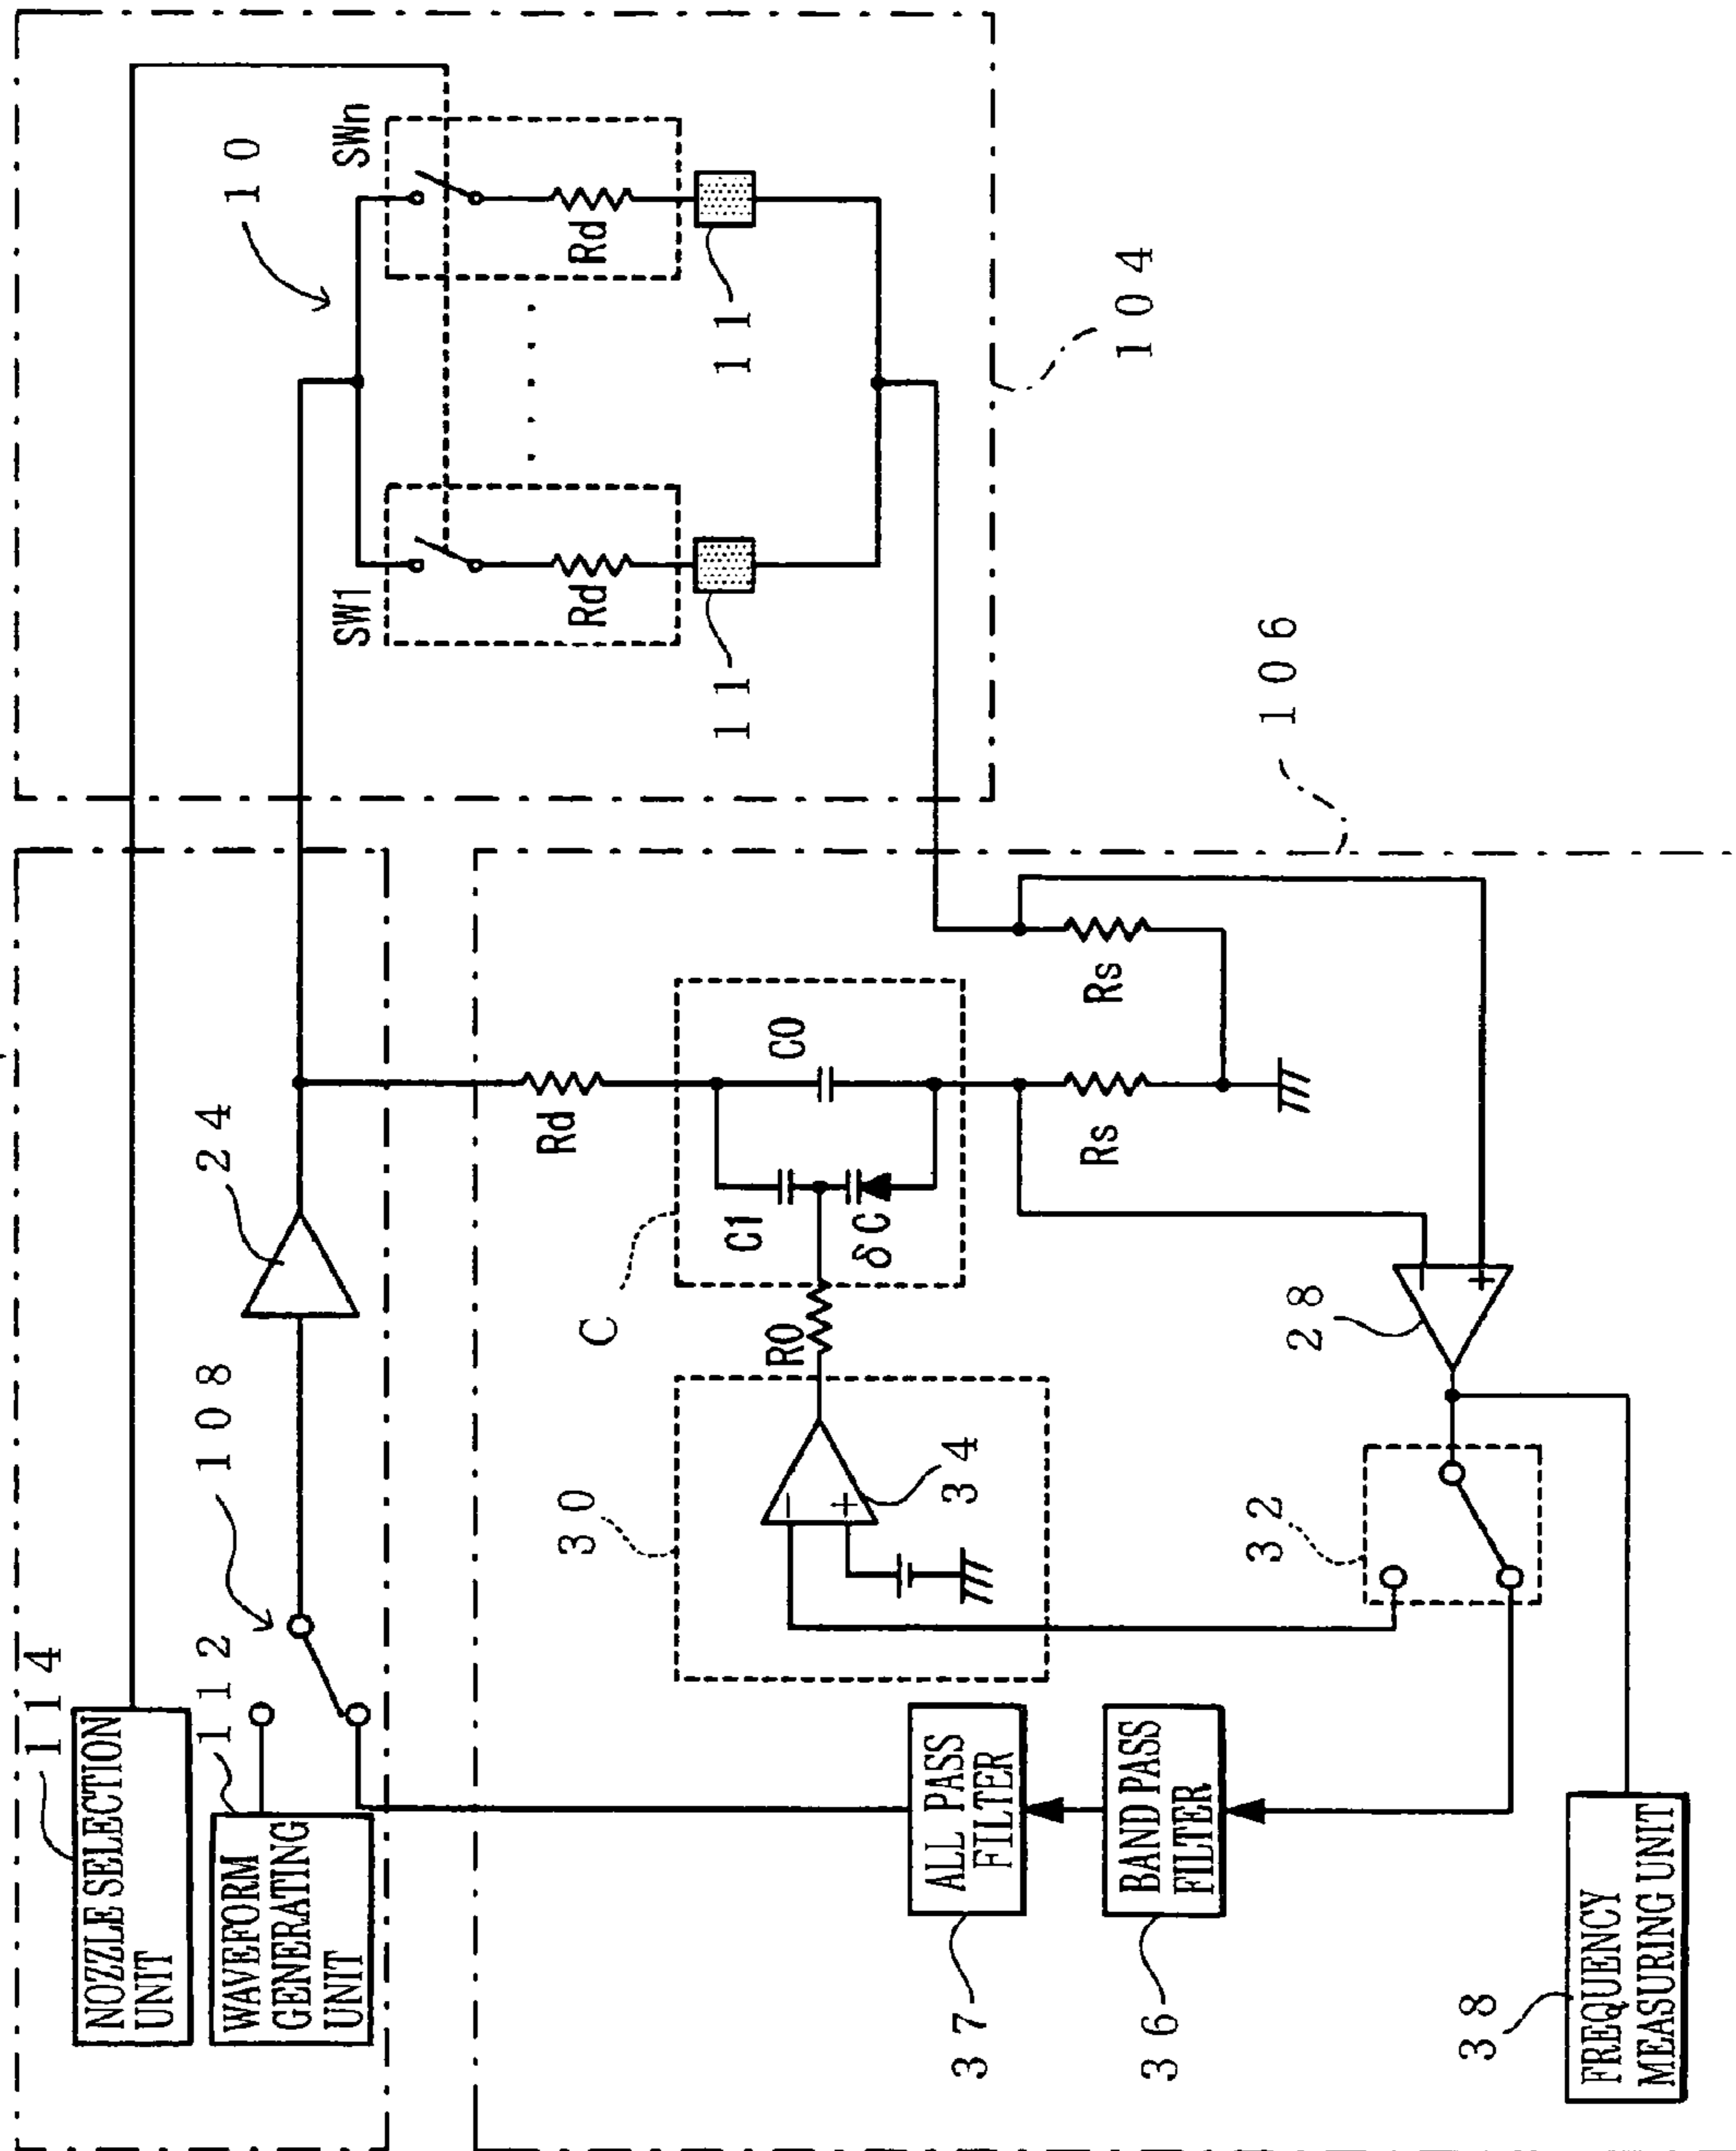 114
NOZZLE SELECTION
UNIT
112
WAVEFORM
GENERATING
UNIT
108
24
10
SW1
SWn
Rd
Rd
11
11
104
106
Rd
C
C0
C1
δC
R0
30
34
− +
Rs
Rs
− +
28
32
37
ALL PASS
FILTER
36
BAND PASS
FILTER
38
FREQUENCY
MEASURING UNIT